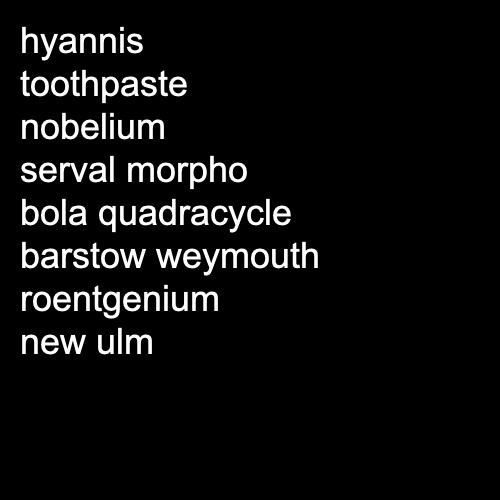 hyannis
toothpaste
nobelium
serval morpho
bola quadracycle
barstow weymouth
roentgenium
new ulm